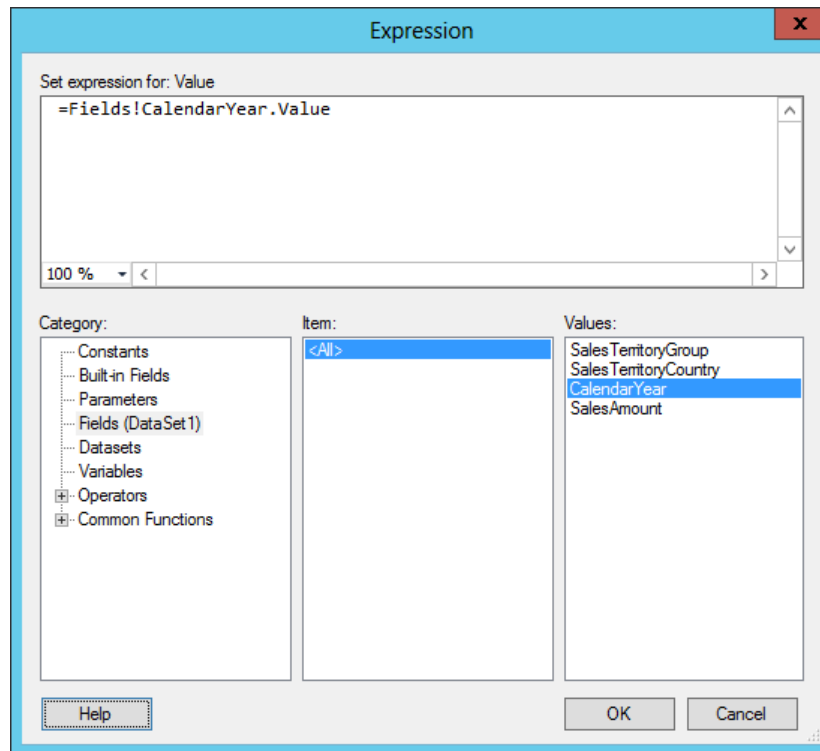 Expression
x
Set expression for: Value
=Fields!CalendarYear.Value
100 %
Category:
Constants
Built-in Fields
Parameters
Fields (DataSet1)
Datasets
Variables
Operators
Common Functions
Item:
<All>
Values:
SalesTerritoryGroup
SalesTerritoryCountry
CalendarYear
SalesAmount
Help
OK
Cancel